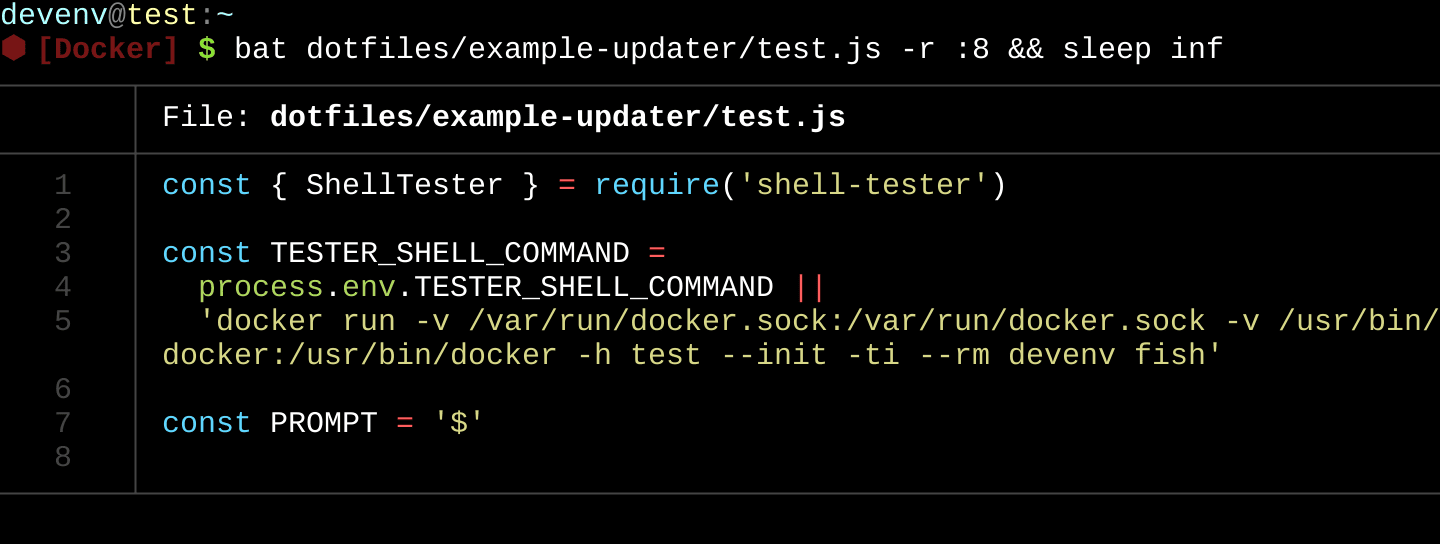 devenv@test:~
⬢ [Docker] $ bat dotfiles/example-updater/test.js -r :8 && sleep inf
File: dotfiles/example-updater/test.js
1 const { ShellTester } = require('shell-tester')
2
3 const TESTER_SHELL_COMMAND =
4   process.env.TESTER_SHELL_COMMAND ||
5   'docker run -v /var/run/docker.sock:/var/run/docker.sock -v /usr/bin/
docker:/usr/bin/docker -h test --init -ti --rm devenv fish'
6
7 const PROMPT = '$'
8